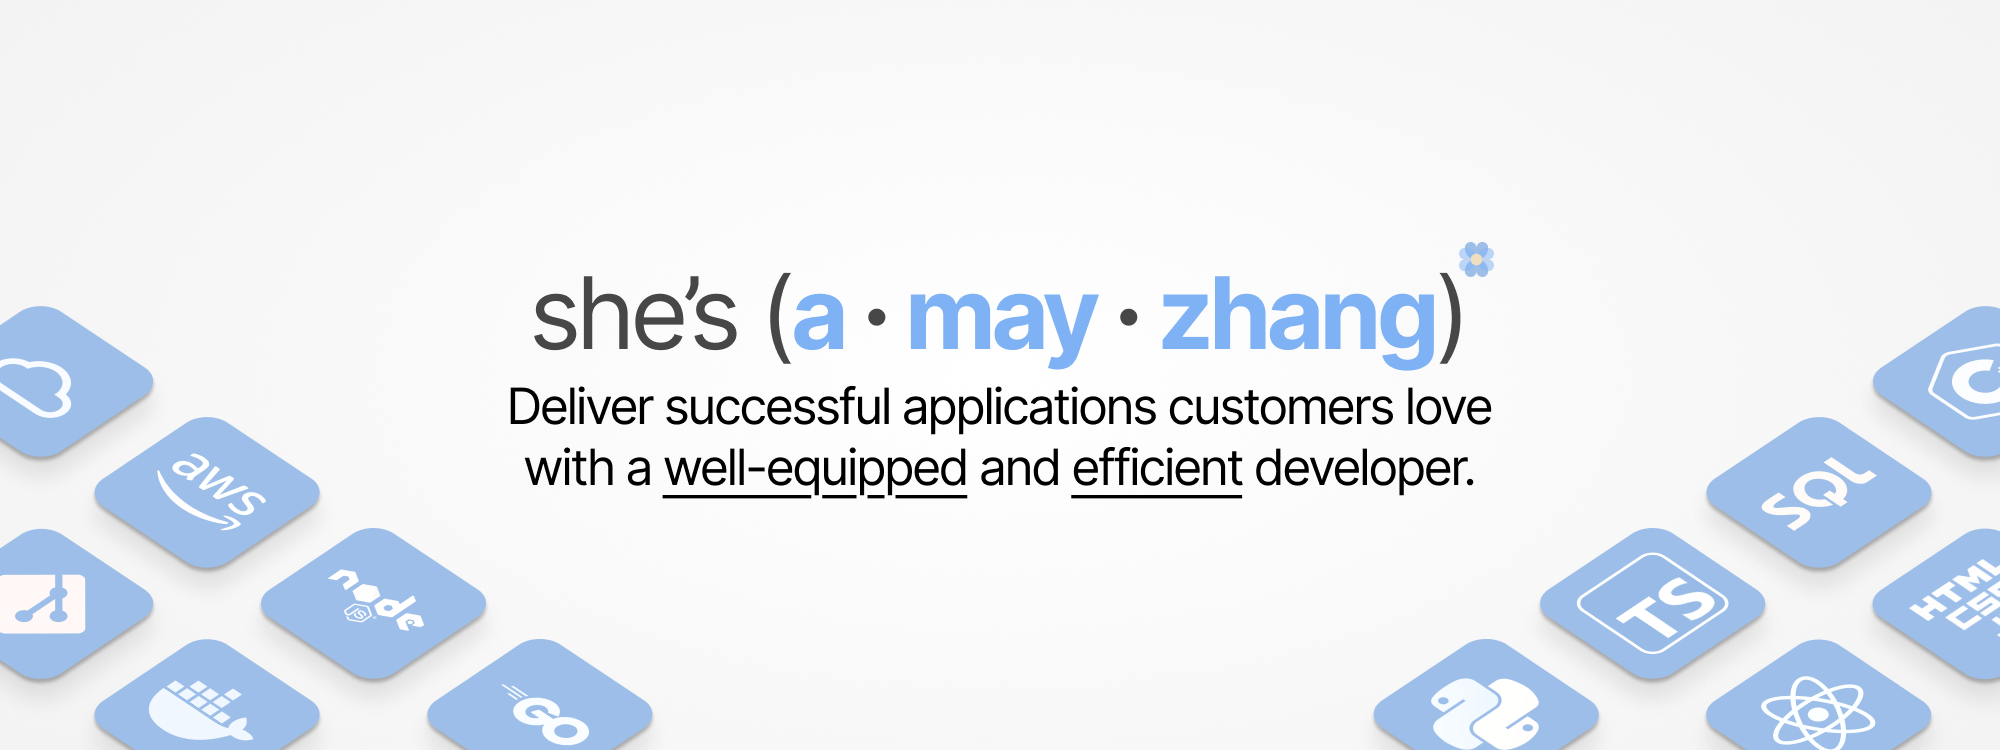 she's (a · may · zhang)
Deliver successful applications customers love
with a well-equipped and efficient developer.
aws
SQL
node
JS
TS
HTML
GO